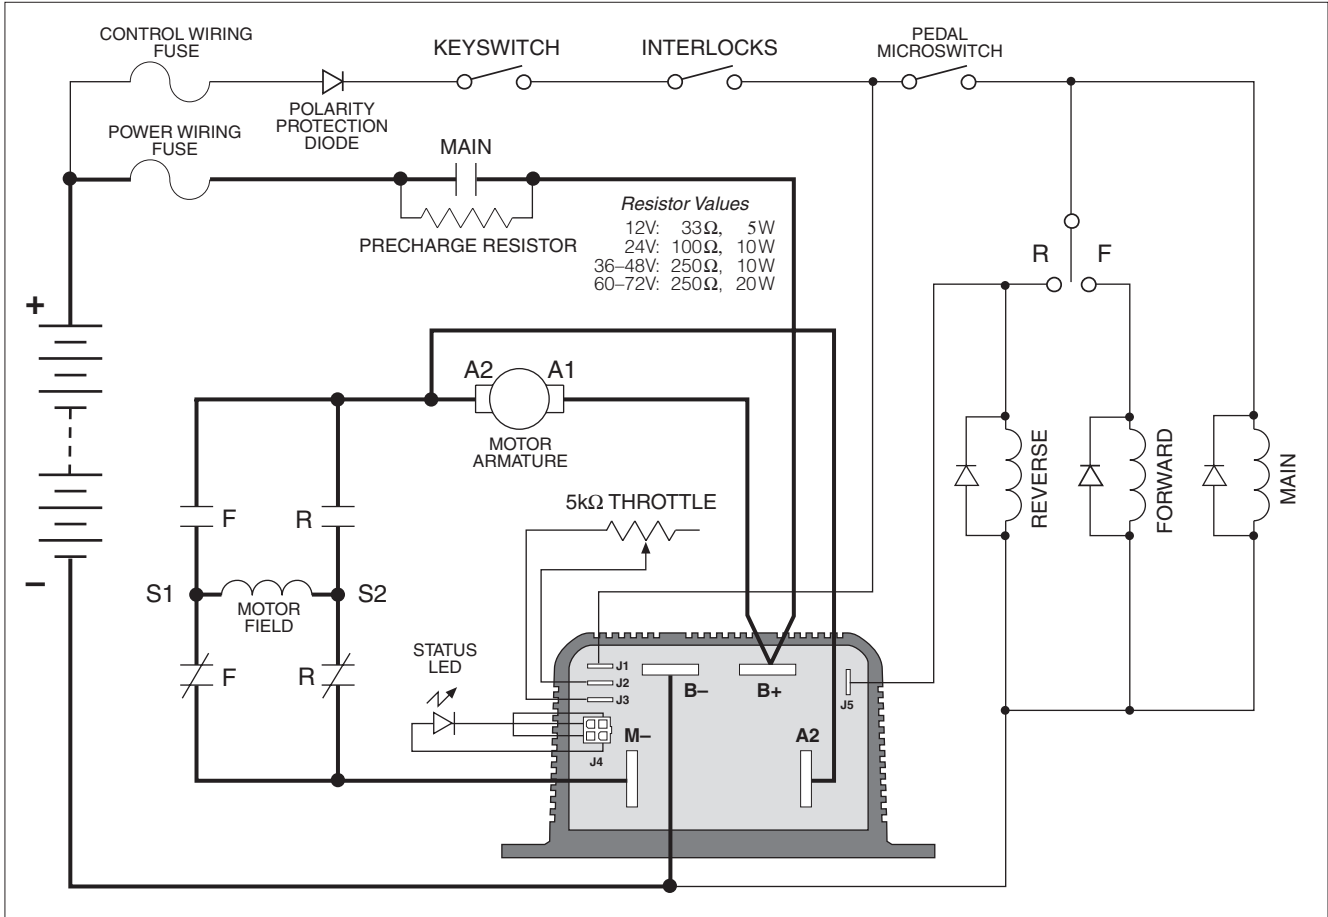 CONTROL WIRING
FUSE
KEYSWITCH
INTERLOCKS
PEDAL
MICROSWITCH
POLARITY
PROTECTION
DIODE
POWER WIRING
FUSE
MAIN
PRECHARGE RESISTOR
Resistor Values
12V: 33Ω, 5W
24V: 100Ω, 10W
36–48V: 250Ω, 10W
60–72V: 250Ω, 20W
R F
+
–
A2 A1
MOTOR
ARMATURE
REVERSE
FORWARD
MAIN
5kΩ THROTTLE
F R
S1 S2
MOTOR
FIELD
F R
STATUS
LED
J1
J2
J3
J4
B–
B+
J5
M–
A2